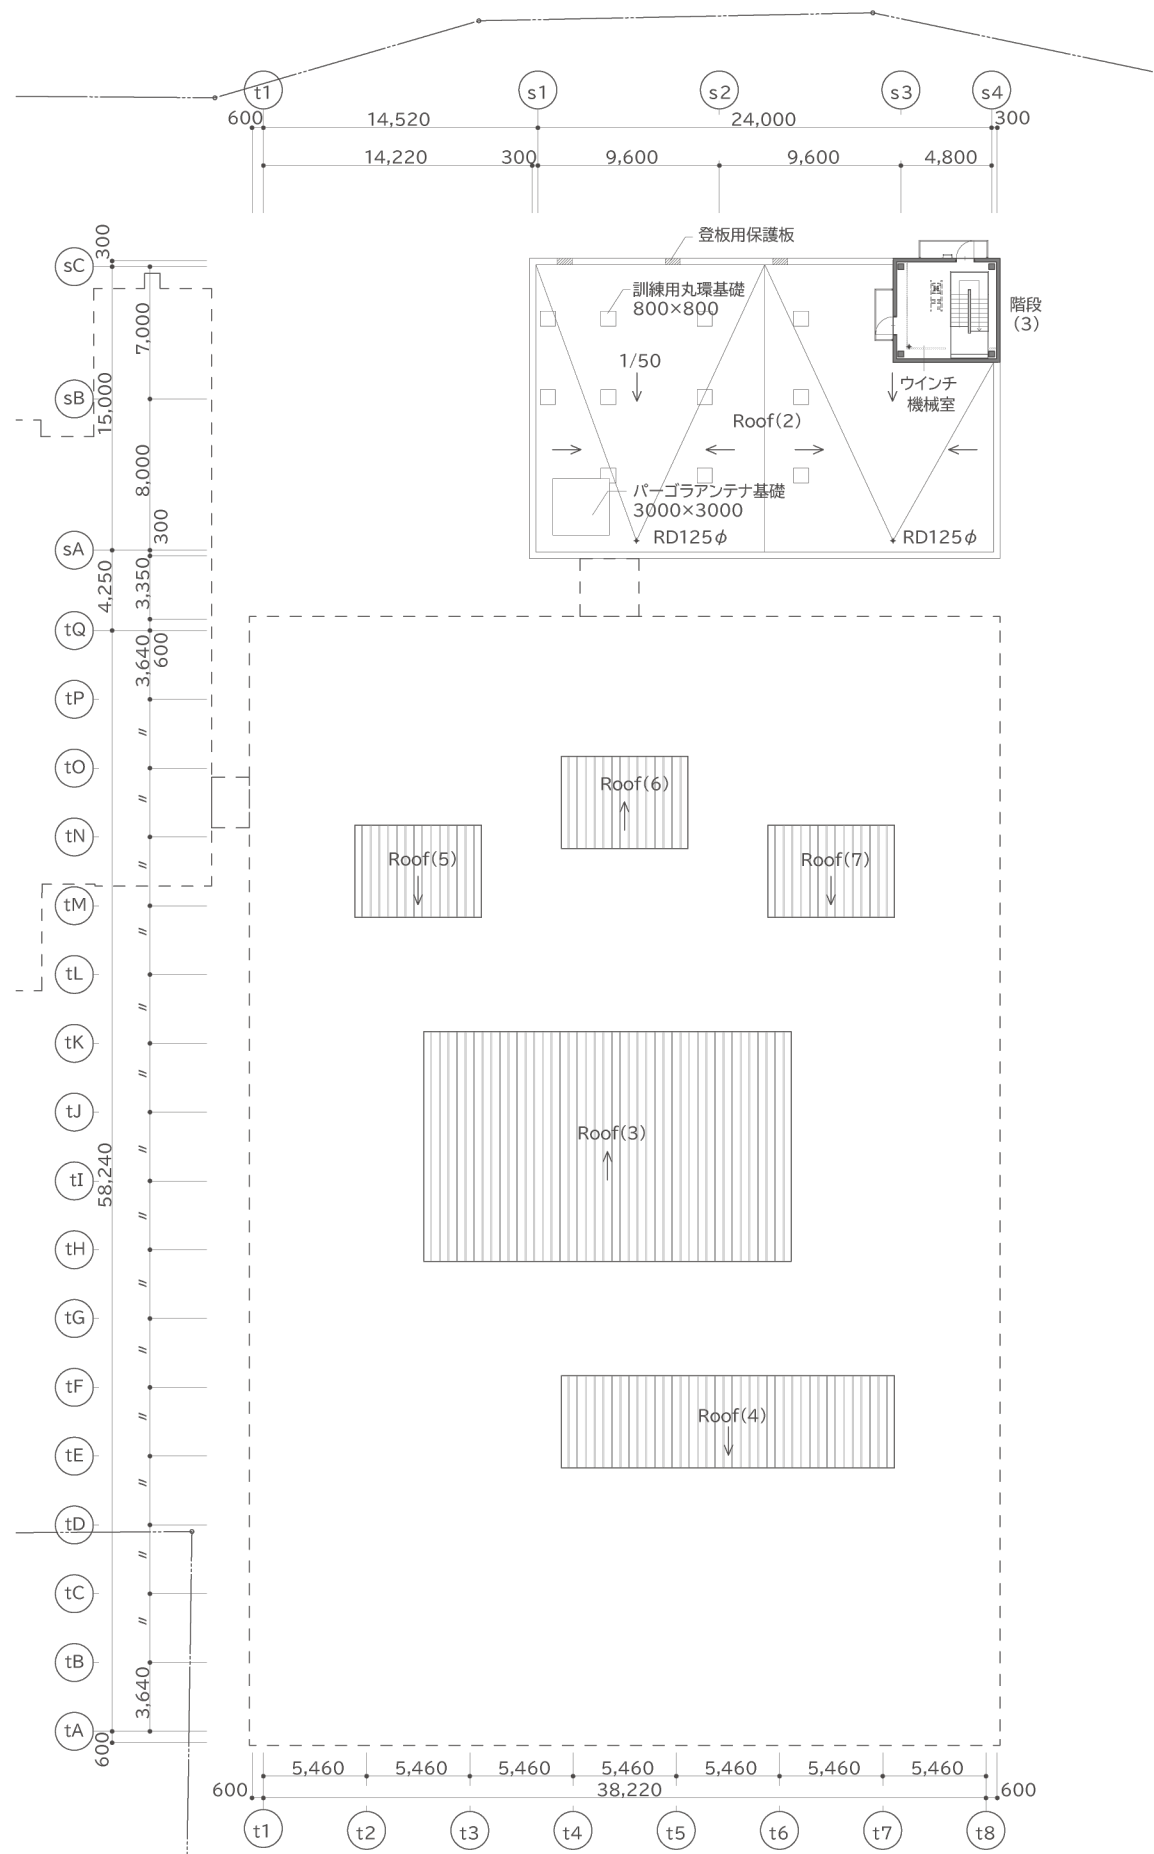 t1
s1
s2
s3
s4
600
14,520
24,000
300
14,220
300
9,600
9,600
4,800
登板用保護板
sC
300
訓練用丸環基礎
800×800
階段
(3)
7,000
1/50
ウインチ
機械室
sB
15,000
Roof(2)
8,000
パーゴラアンテナ基礎
3000×3000
300
RD125φ
RD125φ
sA
4,250
3,350
tQ
3,640
600
tP
〃
tO
Roof(6)
〃
tN
Roof(5)
Roof(7)
〃
tM
〃
tL
〃
tK
〃
tJ
Roof(3)
〃
tI
58,240
〃
tH
〃
tG
〃
tF
Roof(4)
〃
tE
〃
tD
〃
tC
〃
tB
3,640
tA
600
5,460
5,460
5,460
5,460
5,460
5,460
5,460
600
38,220
600
t1
t2
t3
t4
t5
t6
t7
t8